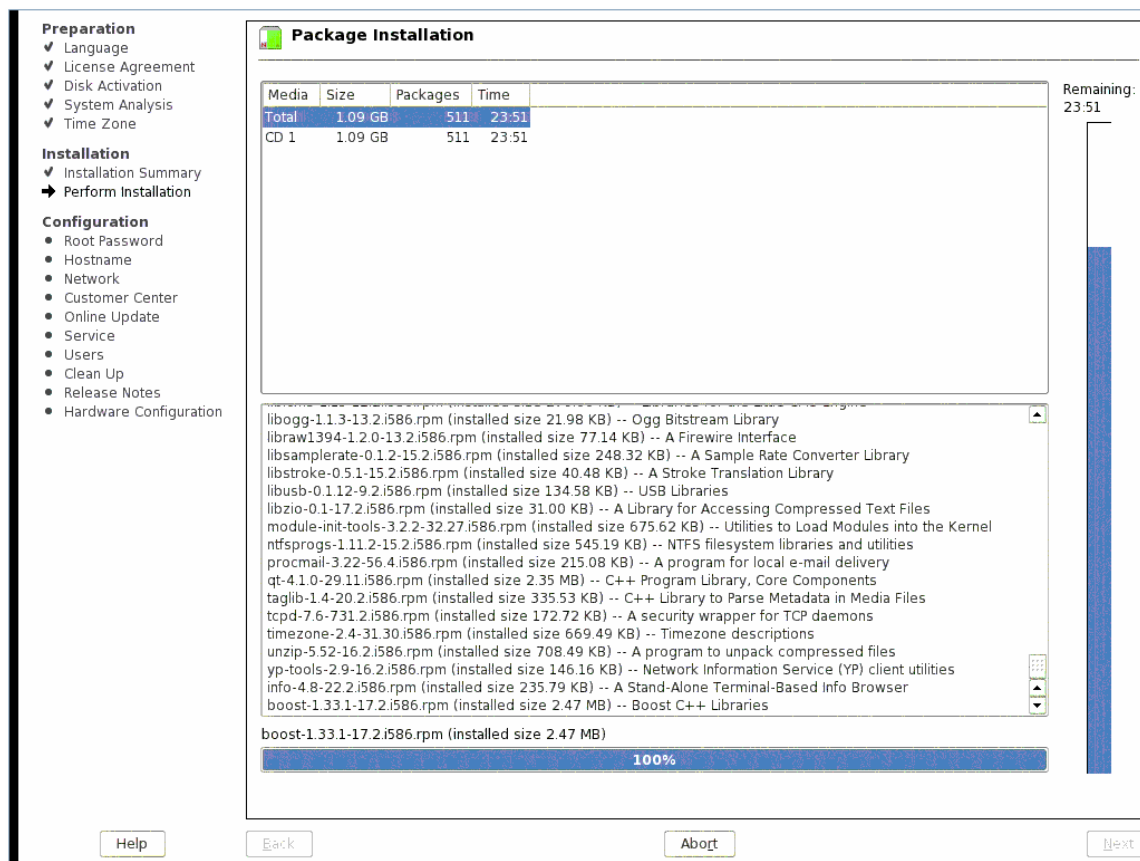 Preparation
Language
License Agreement
Disk Activation
System Analysis
Time Zone
Installation
Installation Summary
Perform Installation
Configuration
Root Password
Hostname
Network
Customer Center
Online Update
Service
Users
Clean Up
Release Notes
Hardware Configuration
Package Installation
Media Size Packages Time
Total 1.09 GB 511 23:51
CD 1 1.09 GB 511 23:51
Remaining:
23:51
libogg-1.1.3-13.2.i586.rpm (installed size 21.98 KB) -- Ogg Bitstream Library
libraw1394-1.2.0-13.2.i586.rpm (installed size 77.14 KB) -- A Firewire Interface
libsamplerate-0.1.2-15.2.i586.rpm (installed size 248.32 KB) -- A Sample Rate Converter Library
libstroke-0.5.1-15.2.i586.rpm (installed size 40.48 KB) -- A Stroke Translation Library
libusb-0.1.12-9.2.i586.rpm (installed size 134.58 KB) -- USB Libraries
libzio-0.1-17.2.i586.rpm (installed size 31.00 KB) -- A Library for Accessing Compressed Text Files
module-init-tools-3.2.2-32.27.i586.rpm (installed size 675.62 KB) -- Utilities to Load Modules into the Kernel
ntfsprogs-1.11.2-15.2.i586.rpm (installed size 545.19 KB) -- NTFS filesystem libraries and utilities
procmail-3.22-56.4.i586.rpm (installed size 215.08 KB) -- A program for local e-mail delivery
qt-4.1.0-29.11.i586.rpm (installed size 2.35 MB) -- C++ Program Library, Core Components
taglib-1.4-20.2.i586.rpm (installed size 335.53 KB) -- C++ Library to Parse Metadata in Media Files
tcpd-7.6-731.2.i586.rpm (installed size 172.72 KB) -- A security wrapper for TCP daemons
timezone-2.4-31.30.i586.rpm (installed size 669.49 KB) -- Timezone descriptions
unzip-5.52-16.2.i586.rpm (installed size 708.49 KB) -- A program to unpack compressed files
yp-tools-2.9-16.2.i586.rpm (installed size 146.16 KB) -- Network Information Service (YP) client utilities
info-4.8-22.2.i586.rpm (installed size 235.79 KB) -- A Stand-Alone Terminal-Based Info Browser
boost-1.33.1-17.2.i586.rpm (installed size 2.47 MB) -- Boost C++ Libraries
boost-1.33.1-17.2.i586.rpm (installed size 2.47 MB)
100%
Help
Back
Abort
Next